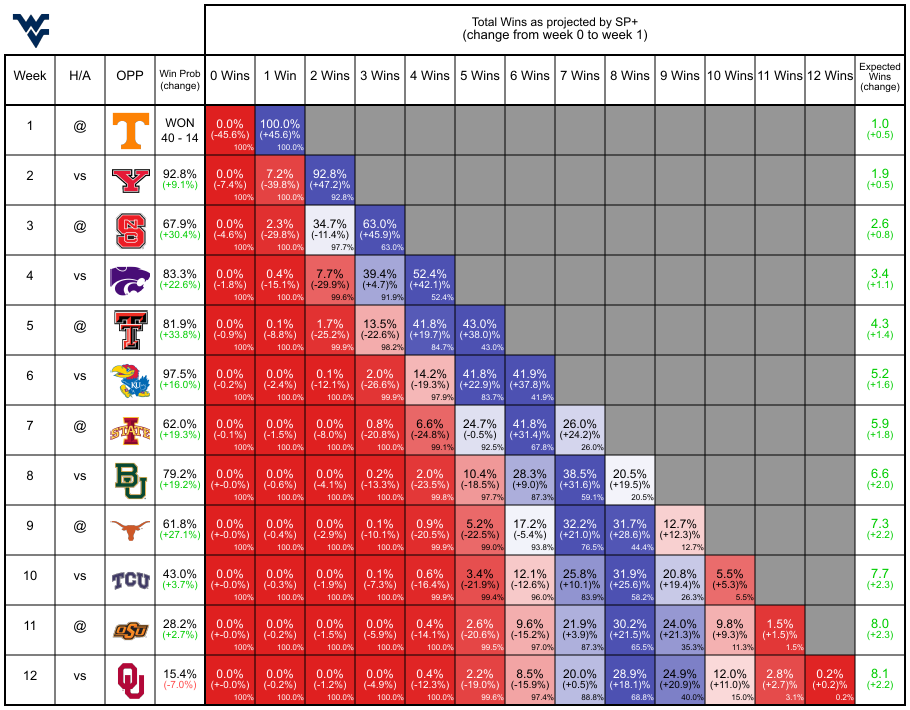 WV
Total Wins as projected by SP+
(change from week 0 to week 1)
Week H/A OPP Win Prob (change) 0 Wins 1 Win 2 Wins 3 Wins 4 Wins 5 Wins 6 Wins 7 Wins 8 Wins 9 Wins 10 Wins 11 Wins 12 Wins Expected Wins (change)
1 @ T WON 0.0% 100.0% 1.0
40 - 14 (-45.6%) (+45.6)% (+0.5)
100% 100.0%
2 vs Y 92.8% 0.0% 7.2% 92.8% 1.9
(+9.1%) (-7.4%) (-39.8%) (+47.2)% (+0.5)
100% 100.0% 92.8%
3 @ S 67.9% 0.0% 2.3% 34.7% 63.0% 2.6
(+30.4%) (-4.6%) (-29.8%) (-11.4%) (+45.9)% (+0.8)
100% 100.0% 97.7% 63.0%
4 vs 83.3% 0.0% 0.4% 7.7% 39.4% 52.4% 3.4
(+22.6%) (-1.8%) (-15.1%) (-29.9%) (+4.7)% (+42.1)% (+1.1)
100% 100.0% 99.6% 91.9% 52.4%
5 @ T 81.9% 0.0% 0.1% 1.7% 13.5% 41.8% 43.0% 4.3
(+33.8%) (-0.9%) (-8.8%) (-25.2%) (-22.6%) (+19.7)% (+38.0)% (+1.4)
100% 100.0% 99.9% 98.2% 84.7% 43.0%
6 vs KU 97.5% 0.0% 0.0% 0.1% 2.0% 14.2% 41.8% 41.9% 5.2
(+16.0%) (-0.2%) (-2.4%) (-12.1%) (-26.6%) (-19.3%) (+22.9)% (+37.8)% (+1.6)
100% 100.0% 100.0% 99.9% 97.9% 83.7% 41.9%
7 @ I STATE 62.0% 0.0% 0.0% 0.0% 0.8% 6.6% 24.7% 41.8% 26.0% 5.9
(+19.3%) (-0.1%) (-1.5%) (-8.0%) (-20.8%) (-24.8%) (-0.5%) (+31.4)% (+24.2)% (+1.8)
100% 100.0% 100.0% 100.0% 99.1% 92.5% 67.8% 26.0%
8 vs BU 79.2% 0.0% 0.0% 0.0% 0.2% 2.0% 10.4% 28.3% 38.5% 20.5% 6.6
(+19.2%) (+-0.0%) (-0.6%) (-4.1%) (-13.3%) (-23.5%) (-18.5%) (+9.0)% (+31.6)% (+19.5)% (+2.0)
100% 100.0% 100.0% 100.0% 99.8% 97.7% 87.3% 59.1% 20.5%
9 @ 61.8% 0.0% 0.0% 0.0% 0.1% 0.9% 5.2% 17.2% 32.2% 31.7% 12.7% 7.3
(+27.1%) (+-0.0%) (-0.4%) (-2.9%) (-10.1%) (-20.5%) (-22.5%) (-5.4%) (+21.0)% (+28.6)% (+12.3)% (+2.2)
100% 100.0% 100.0% 100.0% 99.9% 99.0% 93.8% 76.5% 44.4% 12.7%
10 vs TCU 43.0% 0.0% 0.0% 0.0% 0.1% 0.6% 3.4% 12.1% 25.8% 31.9% 20.8% 5.5% 7.7
(+3.7%) (+-0.0%) (-0.3%) (-1.9%) (-7.3%) (-16.4%) (-21.9%) (-12.6%) (+10.1)% (+25.6)% (+19.4)% (+5.3)% (+2.3)
100% 100.0% 100.0% 100.0% 99.9% 99.4% 96.0% 83.9% 58.2% 26.3% 5.5%
11 @ OSU 28.2% 0.0% 0.0% 0.0% 0.0% 0.4% 2.6% 9.6% 21.9% 30.2% 24.0% 9.8% 1.5% 8.0
(+2.7%) (+-0.0%) (-0.2%) (-1.5%) (-5.9%) (-14.1%) (-20.6%) (-15.2%) (+3.9)% (+21.5)% (+21.3)% (+9.3)% (+1.5)% (+2.3)
100% 100.0% 100.0% 100.0% 100.0% 99.5% 97.0% 87.3% 65.5% 35.3% 11.3% 1.5%
12 vs OU 15.4% 0.0% 0.0% 0.0% 0.0% 0.4% 2.2% 8.5% 20.0% 28.9% 24.9% 12.0% 2.8% 0.2% 8.1
(-7.0%) (+-0.0%) (-0.2%) (-1.2%) (-4.9%) (-12.3%) (-19.0%) (-15.9%) (+0.5)% (+18.1)% (+20.9)% (+11.0)% (+2.7)% (+0.2)% (+2.2)
100% 100.0% 100.0% 100.0% 100.0% 99.6% 97.4% 88.8% 68.8% 40.0% 15.0% 3.1% 0.2%